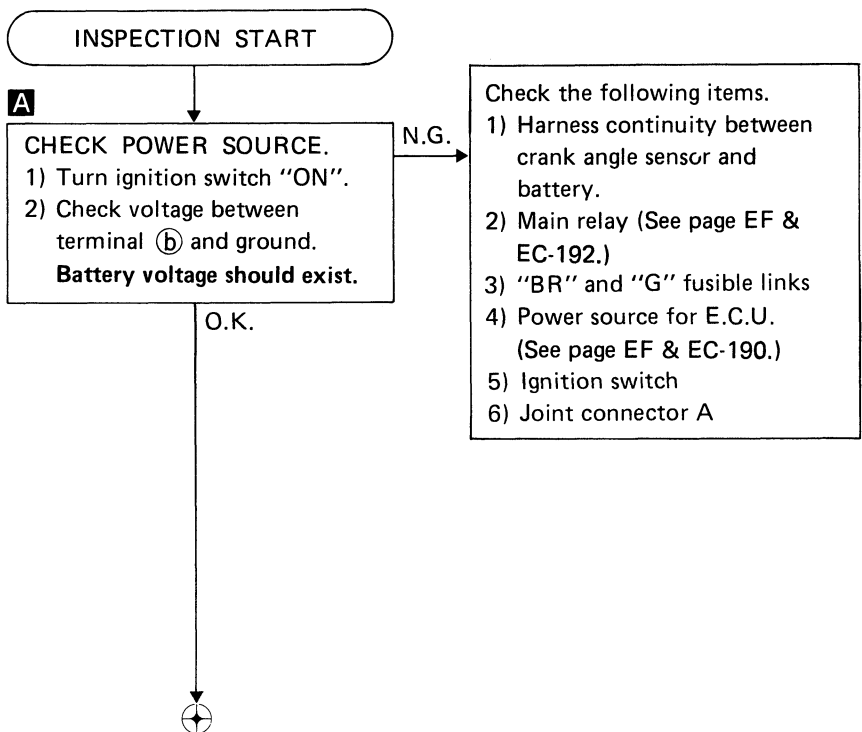 INSPECTION START
A
CHECK POWER SOURCE.
1) Turn ignition switch "ON".
2) Check voltage between
terminal ⓑ and ground.
Battery voltage should exist.
N.G.
O.K.
Check the following items.
1) Harness continuity between
crank angle sensor and
battery.
2) Main relay (See page EF &
EC-192.)
3) "BR" and "G" fusible links
4) Power source for E.C.U.
(See page EF & EC-190.)
5) Ignition switch
6) Joint connector A